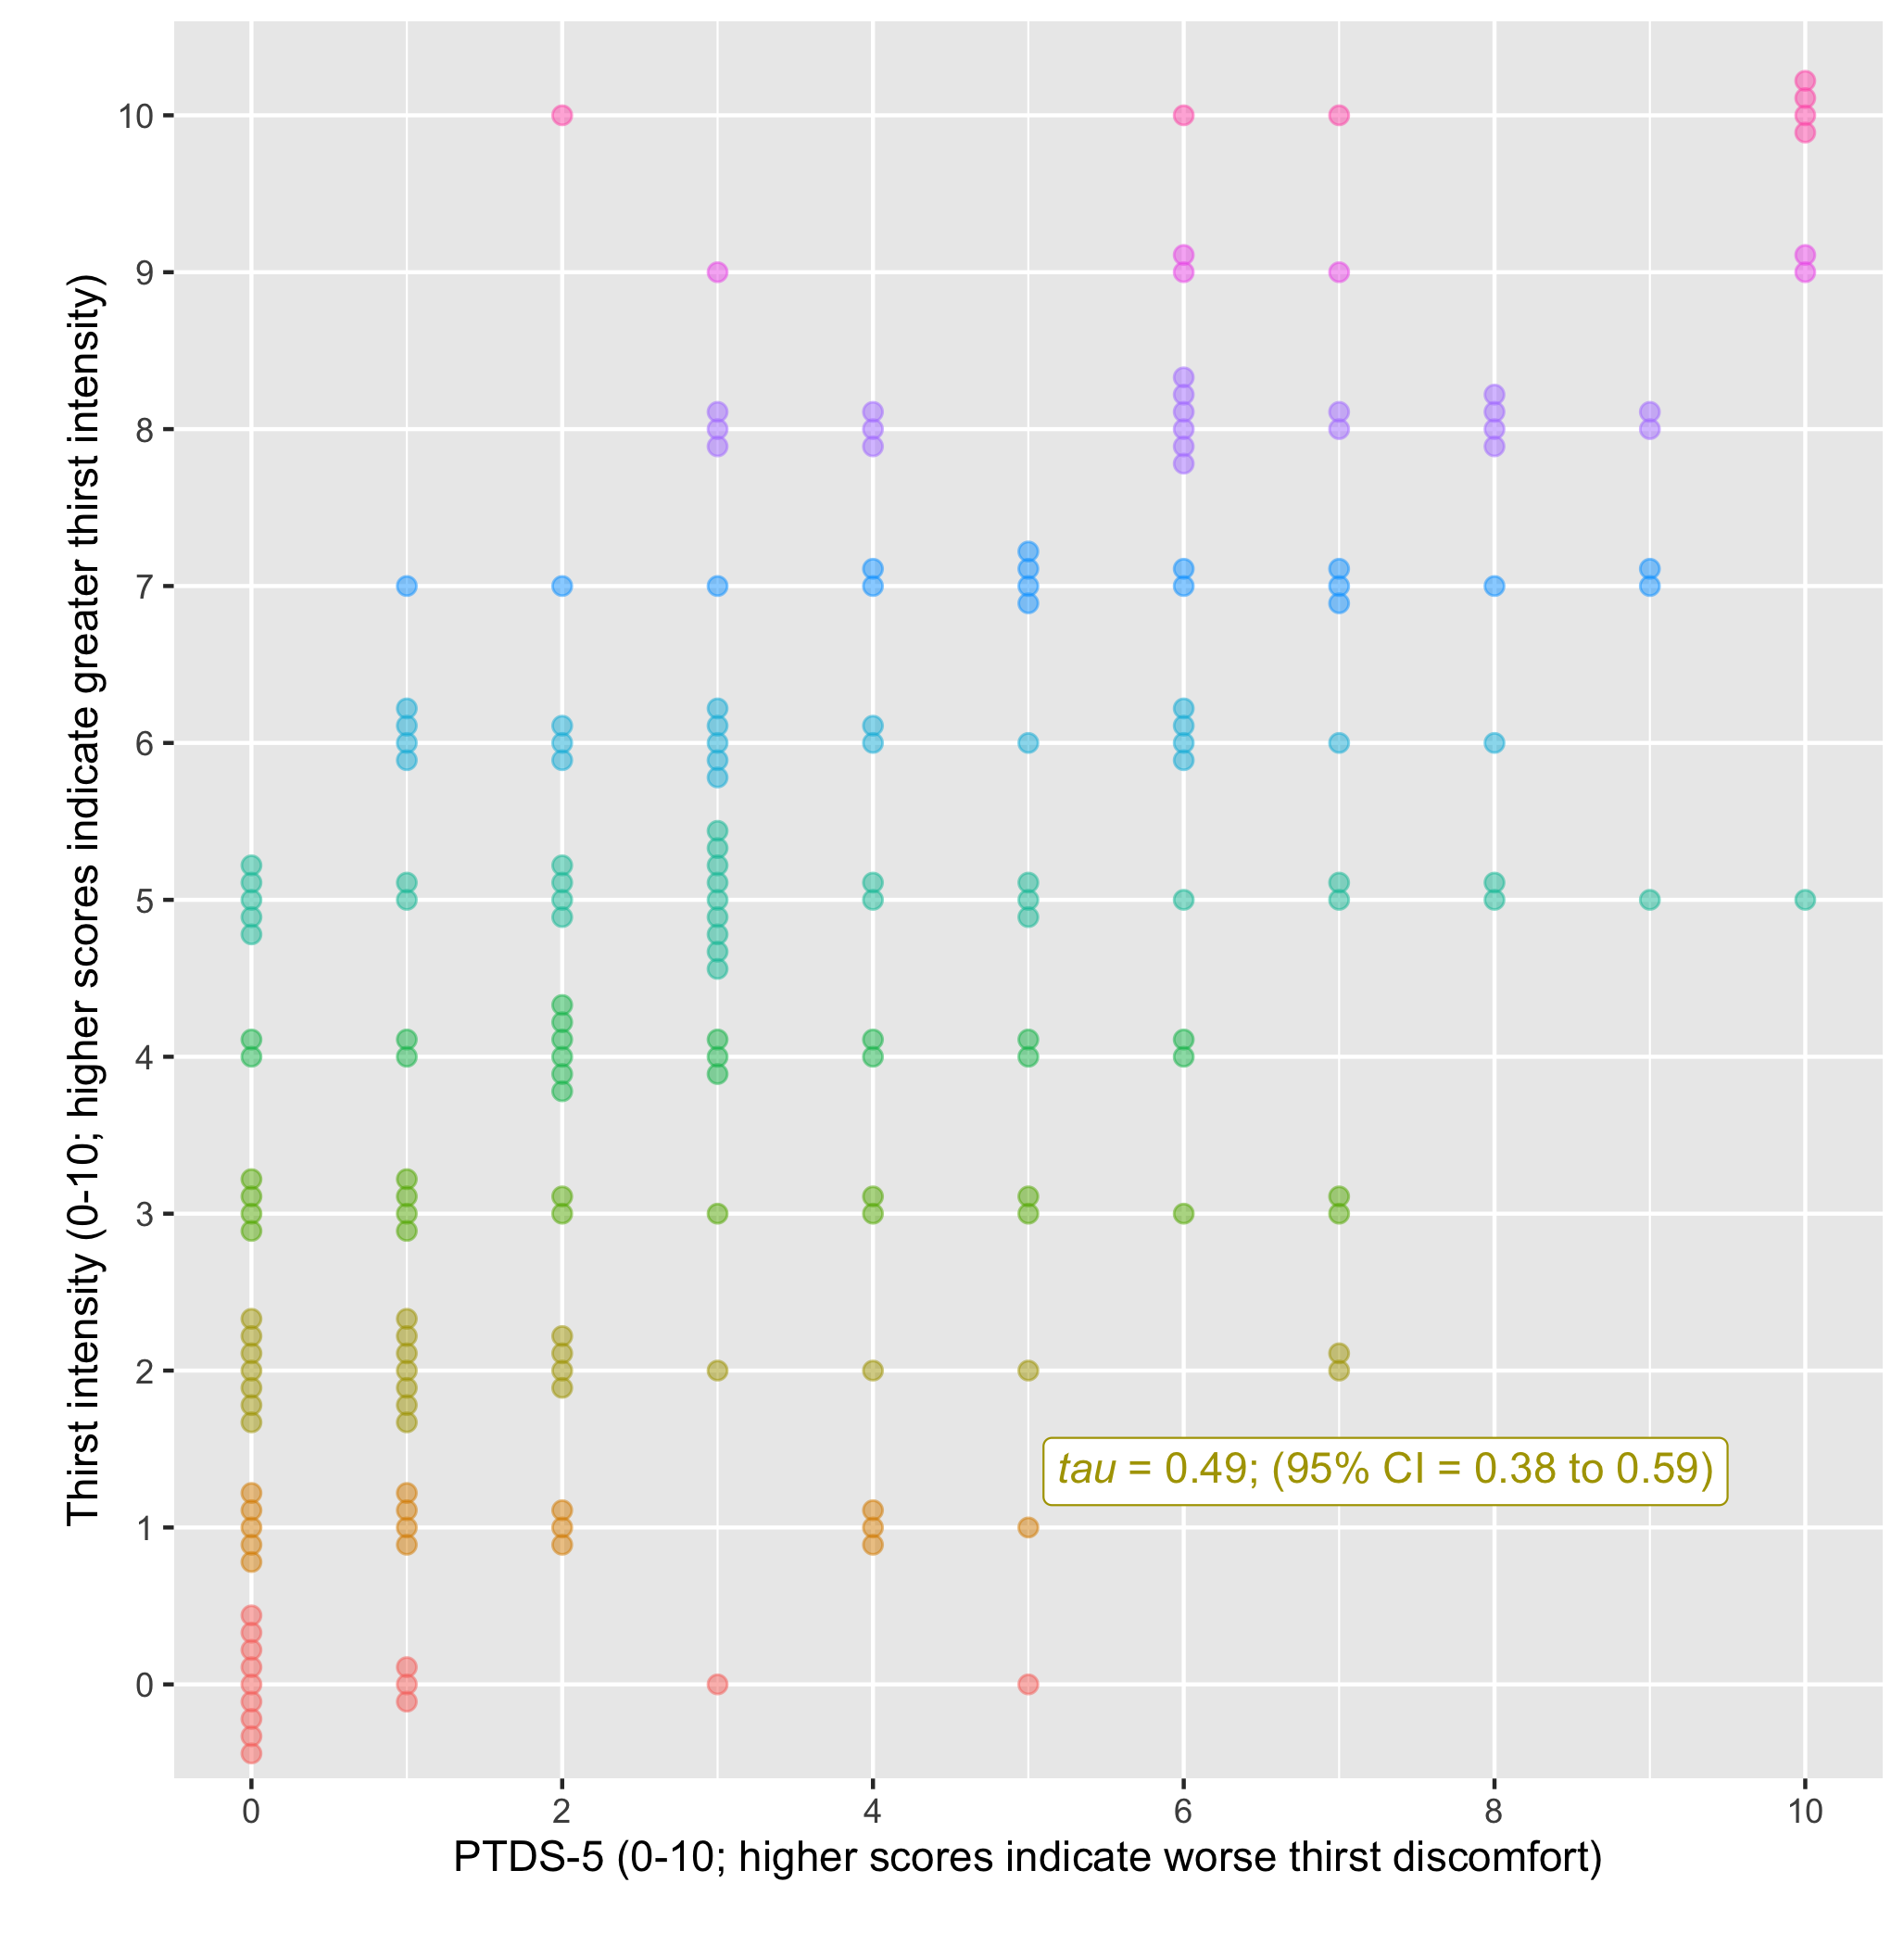 10
9
8
7
6
5
4
3
2
1
0
Thirst intensity (0-10; higher scores indicate greater thirst intensity)
tau = 0.49; (95% CI = 0.38 to 0.59)
0 2 4 6 8 10
PTDS-5 (0-10; higher scores indicate worse thirst discomfort)